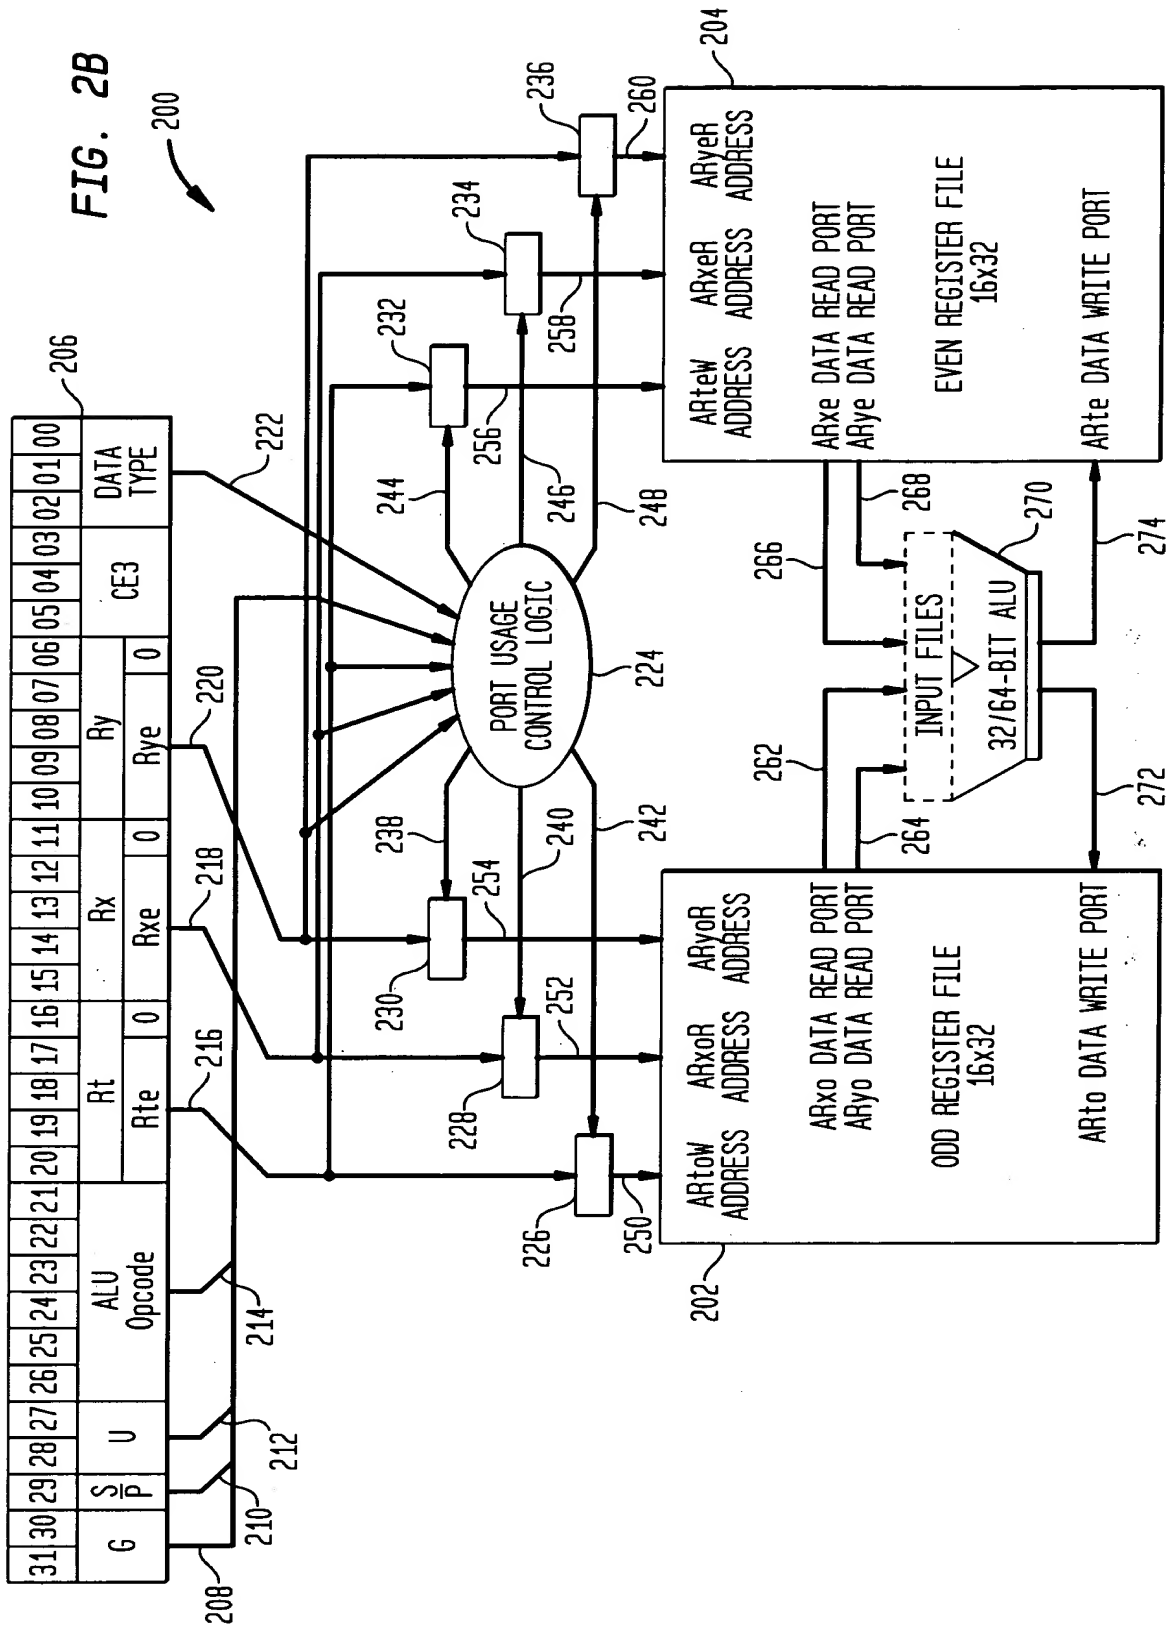 FIG. 2B
200
206
31 30 29 28 27 26 25 24 23 22 21 20 19 18 17 16 15 14 13 12 11 10 09 08 07 06 05 04 03 02 01 00
G S/P U ALU Opcode Rt Rx Ry CE3 DATA TYPE
Rte 0 Rxe 0 Rye 0
208 210 212 214 216 218 220 222
PORT USAGE
CONTROL LOGIC
224
226 228 230 232 234 236
238 240 242 244 246 248
250 252 254 256 258 260
202
ARtoW
ADDRESS
ARxoR
ADDRESS
ARyoR
ADDRESS
ARxo DATA READ PORT
ARyo DATA READ PORT
ODD REGISTER FILE
16x32
ARto DATA WRITE PORT
262 264 266 268
INPUT FILES
32/64-BIT ALU
270
272 274
204
ARteW
ADDRESS
ARxeR
ADDRESS
ARyeR
ADDRESS
ARxe DATA READ PORT
ARye DATA READ PORT
EVEN REGISTER FILE
16x32
ARte DATA WRITE PORT